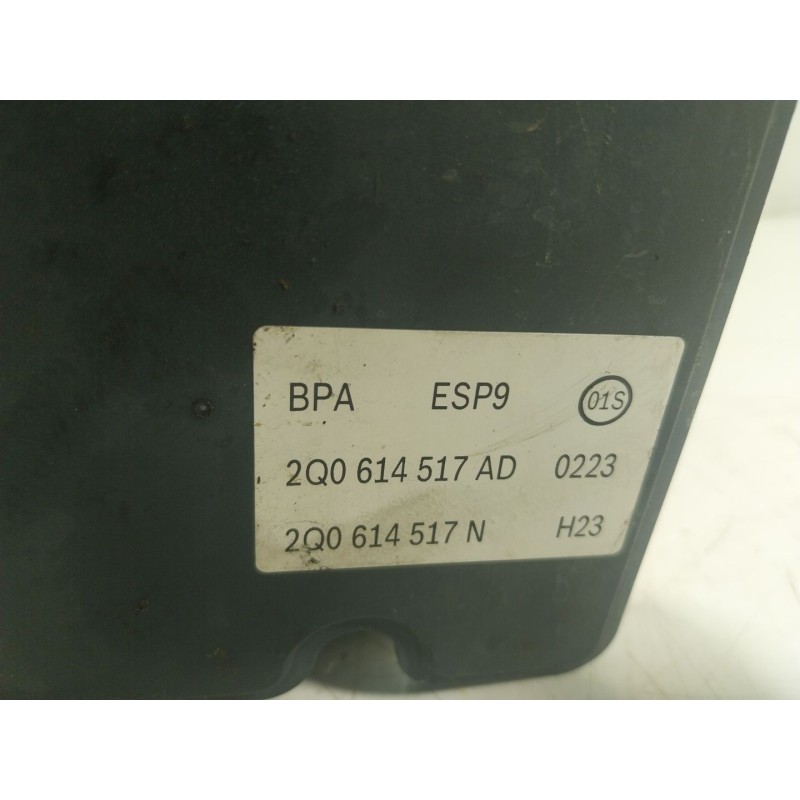 BPA ESP9 01S
2Q0 614 517 AD 0223
2Q0 614 517 N H23